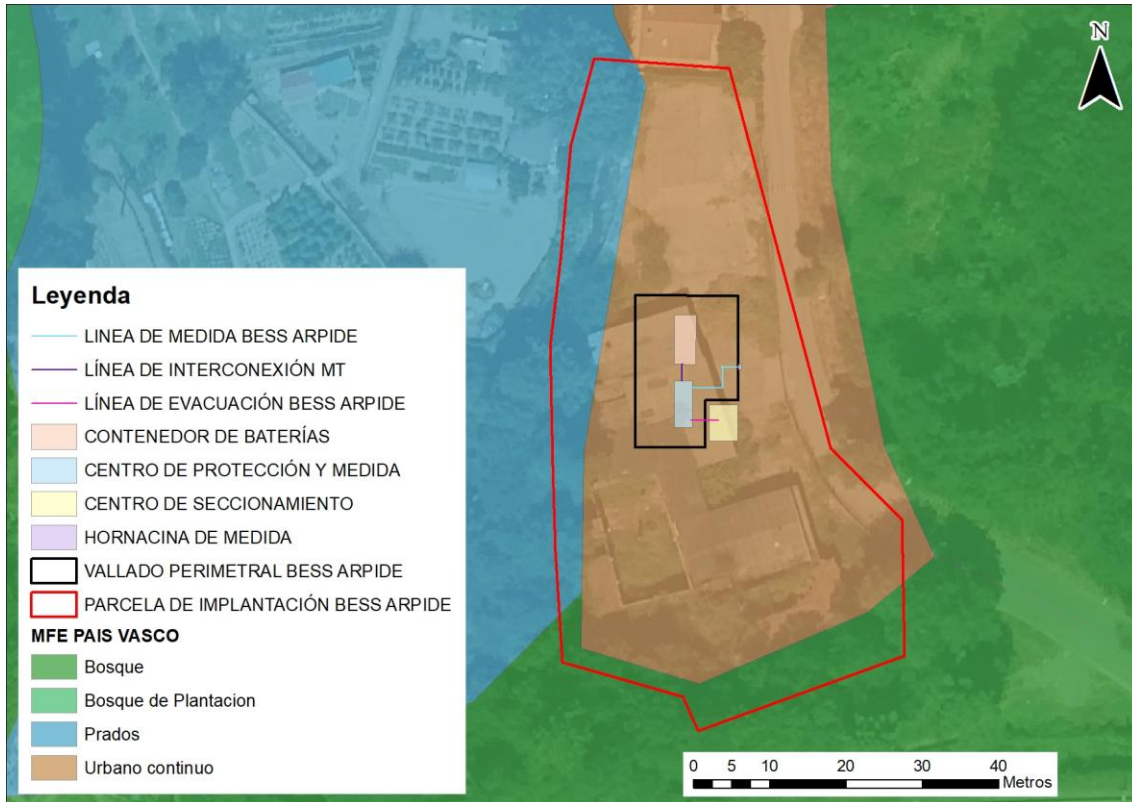 N
Leyenda
LINEA DE MEDIDA BESS ARPIDE
LÍNEA DE INTERCONEXIÓN MT
LÍNEA DE EVACUACIÓN BESS ARPIDE
CONTENEDOR DE BATERÍAS
CENTRO DE PROTECCIÓN Y MEDIDA
CENTRO DE SECCIONAMIENTO
HORNACINA DE MEDIDA
VALLADO PERIMETRAL BESS ARPIDE
PARCELA DE IMPLANTACIÓN BESS ARPIDE
MFE PAIS VASCO
Bosque
Bosque de Plantacion
Prados
Urbano continuo
0 5 10 20 30 40
Metros